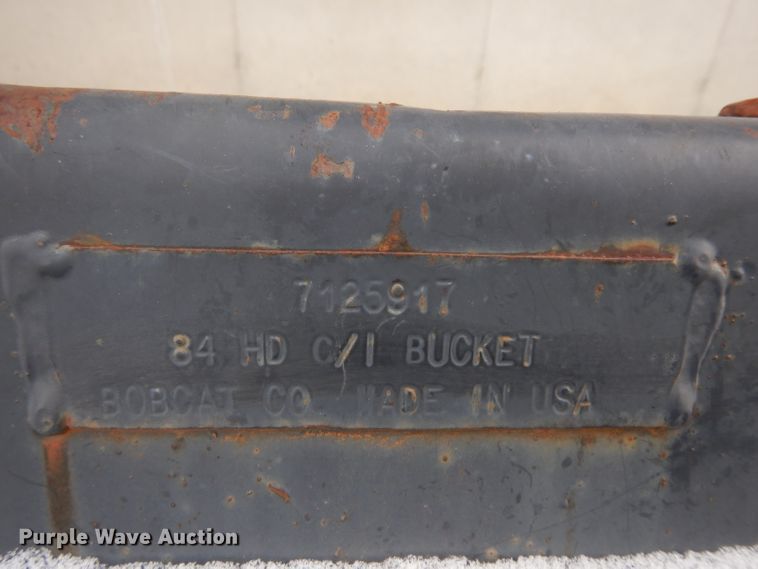 7125917
84 HD C/I BUCKET
BOBCAT CO. MADE IN USA
Purple Wave Auction